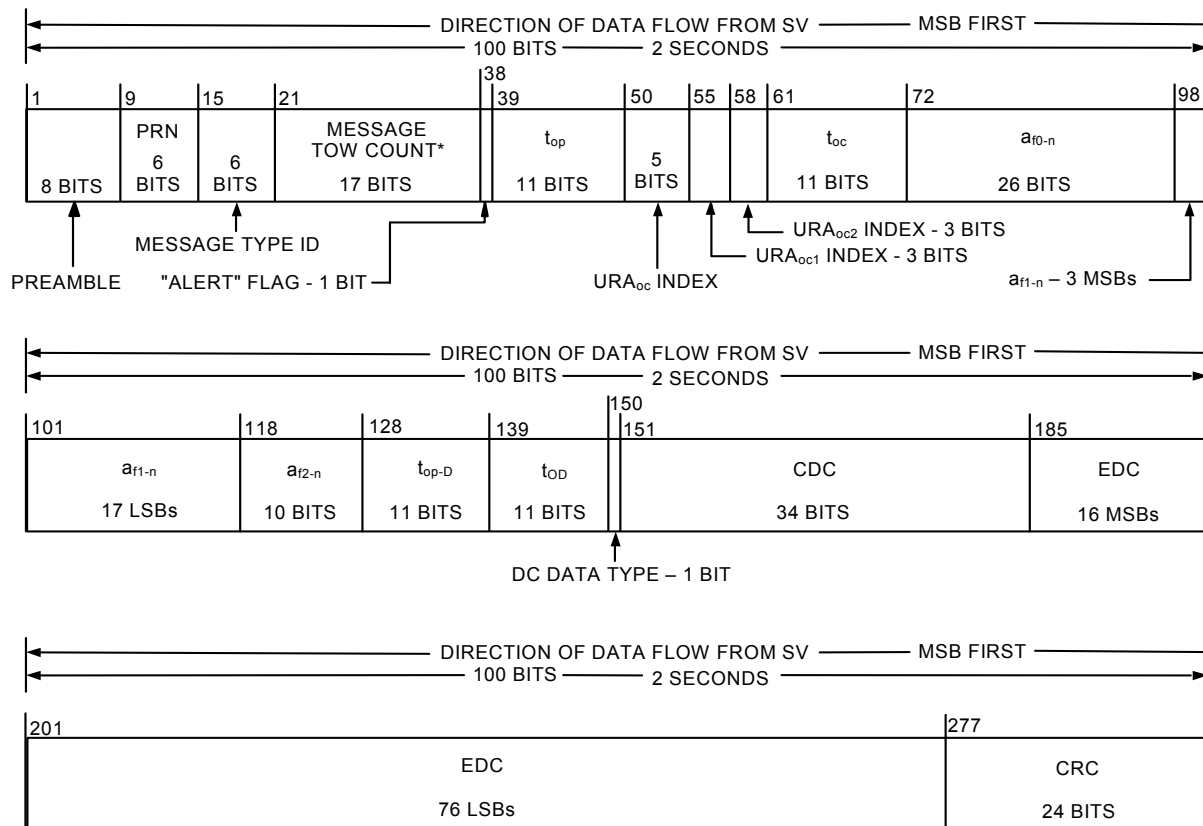 DIRECTION OF DATA FLOW FROM SV MSB FIRST
100 BITS 2 SECONDS
38
1 9 15 21 39 50 55 58 61 72 98
PRN MESSAGE
TOW COUNT* t_op t_oc a_f0-n
6 6 5
8 BITS BITS BITS 17 BITS 11 BITS BITS 11 BITS 26 BITS
URA_oc2 INDEX - 3 BITS
MESSAGE TYPE ID URA_oc1 INDEX - 3 BITS
PREAMBLE "ALERT" FLAG - 1 BIT URA_oc INDEX a_f1-n – 3 MSBs
DIRECTION OF DATA FLOW FROM SV MSB FIRST
100 BITS 2 SECONDS
150
101 118 128 139 151 185
a_f1-n a_f2-n t_op-D t_OD CDC EDC
17 LSBs 10 BITS 11 BITS 11 BITS 34 BITS 16 MSBs
DC DATA TYPE – 1 BIT
DIRECTION OF DATA FLOW FROM SV MSB FIRST
100 BITS 2 SECONDS
201 277
EDC CRC
76 LSBs 24 BITS